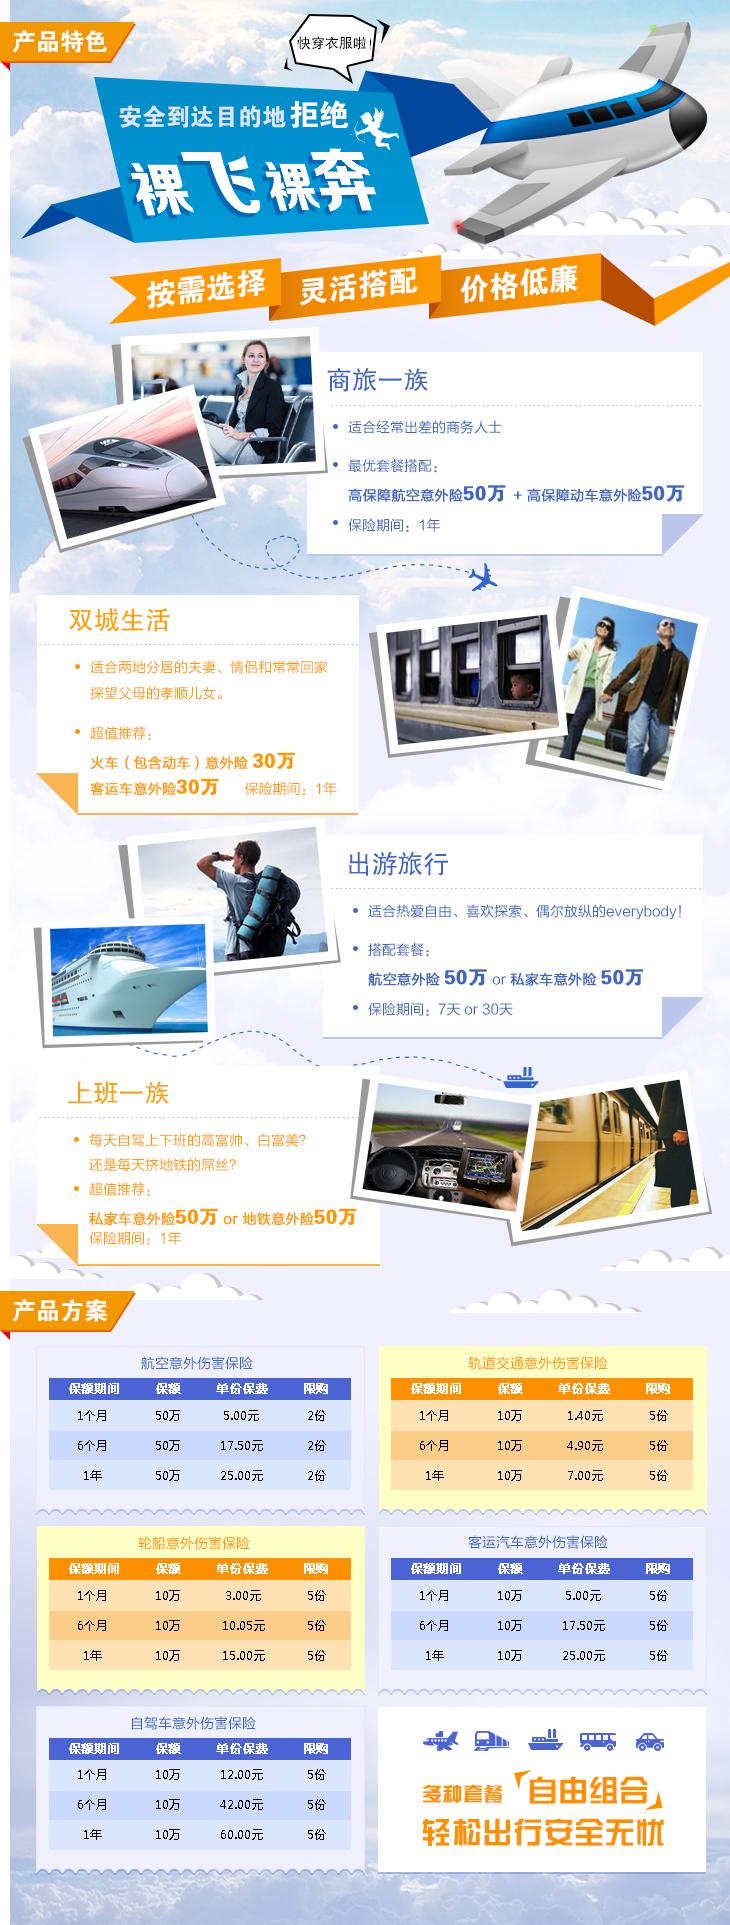 产品特色
快穿衣服啦!
安全到达目的地 拒绝
裸飞裸奔
按需选择 灵活搭配 价格低廉
商旅一族
• 适合经常出差的商务人士
• 最优套餐搭配：
高保障航空意外险50万 + 高保障动车意外险50万
• 保险期间：1年
双城生活
• 适合两地分居的夫妻、情侣和常常回家
探望父母的孝顺儿女。
• 超值推荐：
火车（包含动车）意外险 30万
客运车意外险30万 保险期间：1年
出游旅行
• 适合热爱自由、喜欢探索、偶尔放纵的everybody！
• 搭配套餐：
航空意外险 50万 or 私家车意外险 50万
• 保险期间：7天 or 30天
上班一族
• 每天自驾上下班的高富帅、白富美？
还是每天挤地铁的屌丝？
• 超值推荐：
私家车意外险50万 or 地铁意外险50万
保险期间：1年
产品方案
航空意外伤害保险
保额期间 保额 单份保费 限购
1个月 50万 5.00元 2份
6个月 50万 17.50元 2份
1年 50万 25.00元 2份
轨道交通意外伤害保险
保额期间 保额 单份保费 限购
1个月 10万 1.40元 5份
6个月 10万 4.90元 5份
1年 10万 7.00元 5份
轮船意外伤害保险
保额期间 保额 单份保费 限购
1个月 10万 3.00元 5份
6个月 10万 10.05元 5份
1年 10万 15.00元 5份
客运汽车意外伤害保险
保额期间 保额 单份保费 限购
1个月 10万 5.00元 5份
6个月 10万 17.50元 5份
1年 10万 25.00元 5份
自驾车意外伤害保险
保额期间 保额 单份保费 限购
1个月 10万 12.00元 5份
6个月 10万 42.00元 5份
1年 10万 60.00元 5份
多种套餐「自由组合」
轻松出行安全无忧